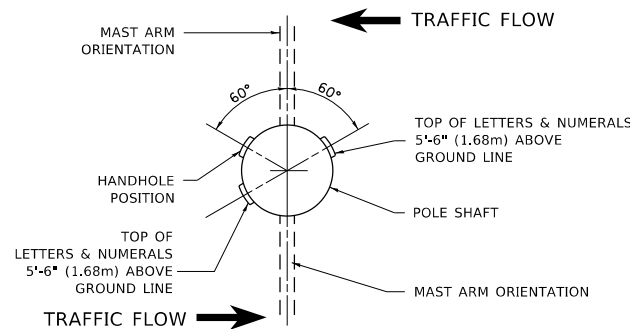 TRAFFIC FLOW
MAST ARM
ORIENTATION
60°
60°
TOP OF LETTERS & NUMERALS
5'-6" (1.68m) ABOVE
GROUND LINE
HANDHOLE
POSITION
POLE SHAFT
TOP OF
LETTERS & NUMERALS
5'-6" (1.68m) ABOVE
GROUND LINE
MAST ARM ORIENTATION
TRAFFIC FLOW